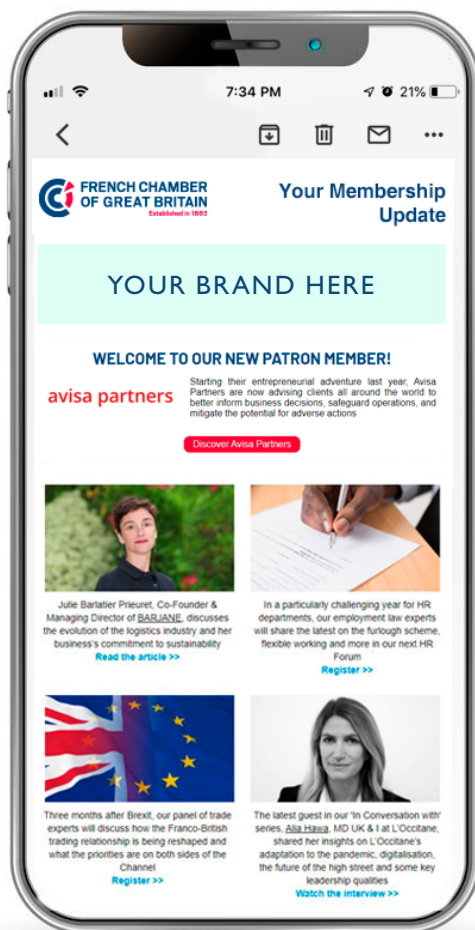 7:34 PM
21%
FRENCH CHAMBER
OF GREAT BRITAIN
Established in 1883
Your Membership
Update
YOUR BRAND HERE
WELCOME TO OUR NEW PATRON MEMBER!
avisa partners
Starting their entrepreneurial adventure last year, Avisa
Partners are now advising clients all around the world to
better inform business decisions, safeguard operations, and
mitigate the potential for adverse actions
Discover Avisa Partners
Julie Barlatier Prieuret, Co-Founder &
Managing Director of BARJANE, discusses
the evolution of the logistics industry and her
business's commitment to sustainability
Read the article >>
In a particularly challenging year for HR
departments, our employment law experts
will share the latest on the furlough scheme,
flexible working and more in our next HR
Forum
Register >>
Three months after Brexit, our panel of trade
experts will discuss how the Franco-British
trading relationship is being reshaped and
what the priorities are on both sides of the
Channel
Register >>
The latest guest in our 'In Conversation with'
series, Alia Hawa, MD UK & I at L'Occitane,
shared her insights on L'Occitane's
adaptation to the pandemic, digitalisation,
the future of the high street and some key
leadership qualities
Watch the interview >>